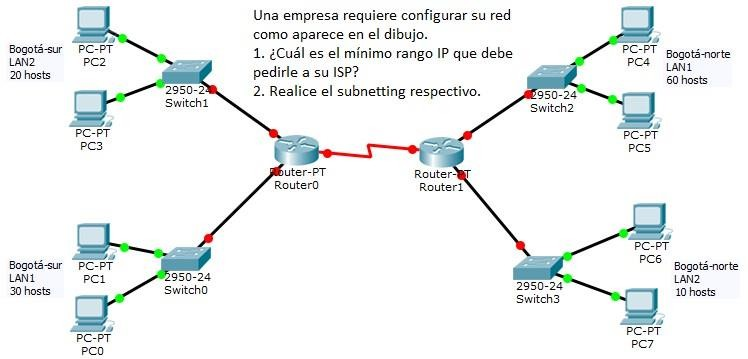 Una empresa requiere configurar su red
como aparece en el dibujo.
1. ¿Cuál es el mínimo rango IP que debe
pedirle a su ISP?
2. Realice el subnetting respectivo.
Bogotá-sur
LAN2
20 hosts
PC-PT
PC2
PC-PT
PC3
2950-24
Switch1
Router-PT
Router0
Router-PT
Router1
2950-24
Switch2
PC-PT
PC4
Bogotá-norte
LAN1
60 hosts
PC-PT
PC5
Bogotá-sur
LAN1
30 hosts
PC-PT
PC1
PC-PT
PC0
2950-24
Switch0
2950-24
Switch3
PC-PT
PC6
Bogotá-norte
LAN2
10 hosts
PC-PT
PC7